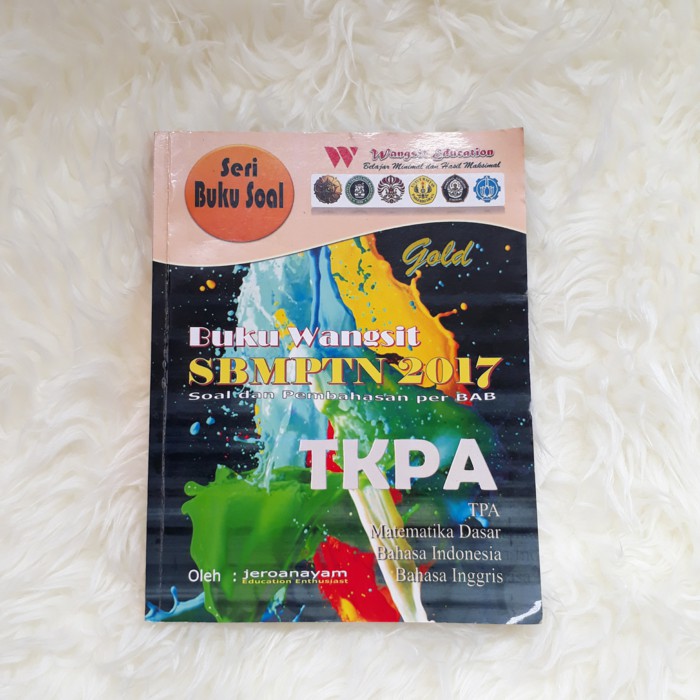 Seri
Buku Soal
Wangsit Education
Belajar Minimal dan Hasil Maksimal
Gold
Buku Wangsit
SBMPTN 2017
Soal dan Pembahasan per BAB
TKPA
TPA
Matematika Dasar
Bahasa Indonesia
Bahasa Inggris
Oleh : jeroanayam
Education Enthusiast